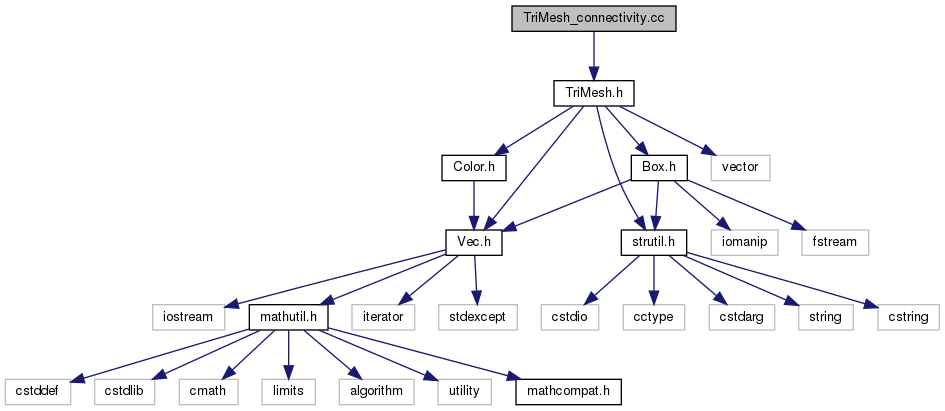 TriMesh_connectivity.cc
TriMesh.h
Color.h
Box.h
vector
Vec.h
strutil.h
iomanip
fstream
iostream
mathutil.h
iterator
stdexcept
cstdio
cctype
cstdarg
string
cstring
cstddef
cstdlib
cmath
limits
algorithm
utility
mathcompat.h